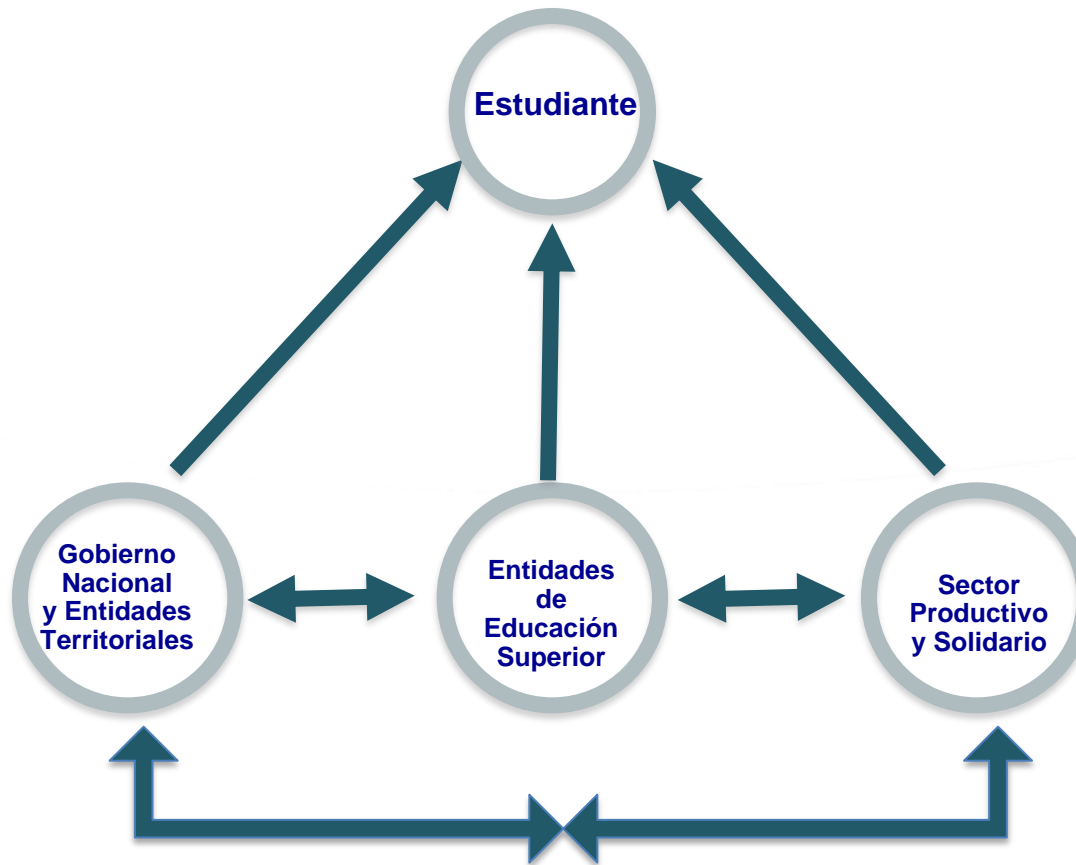 Estudiante
Gobierno
Nacional
y Entidades
Territoriales
Entidades
de
Educación
Superior
Sector
Productivo
y Solidario